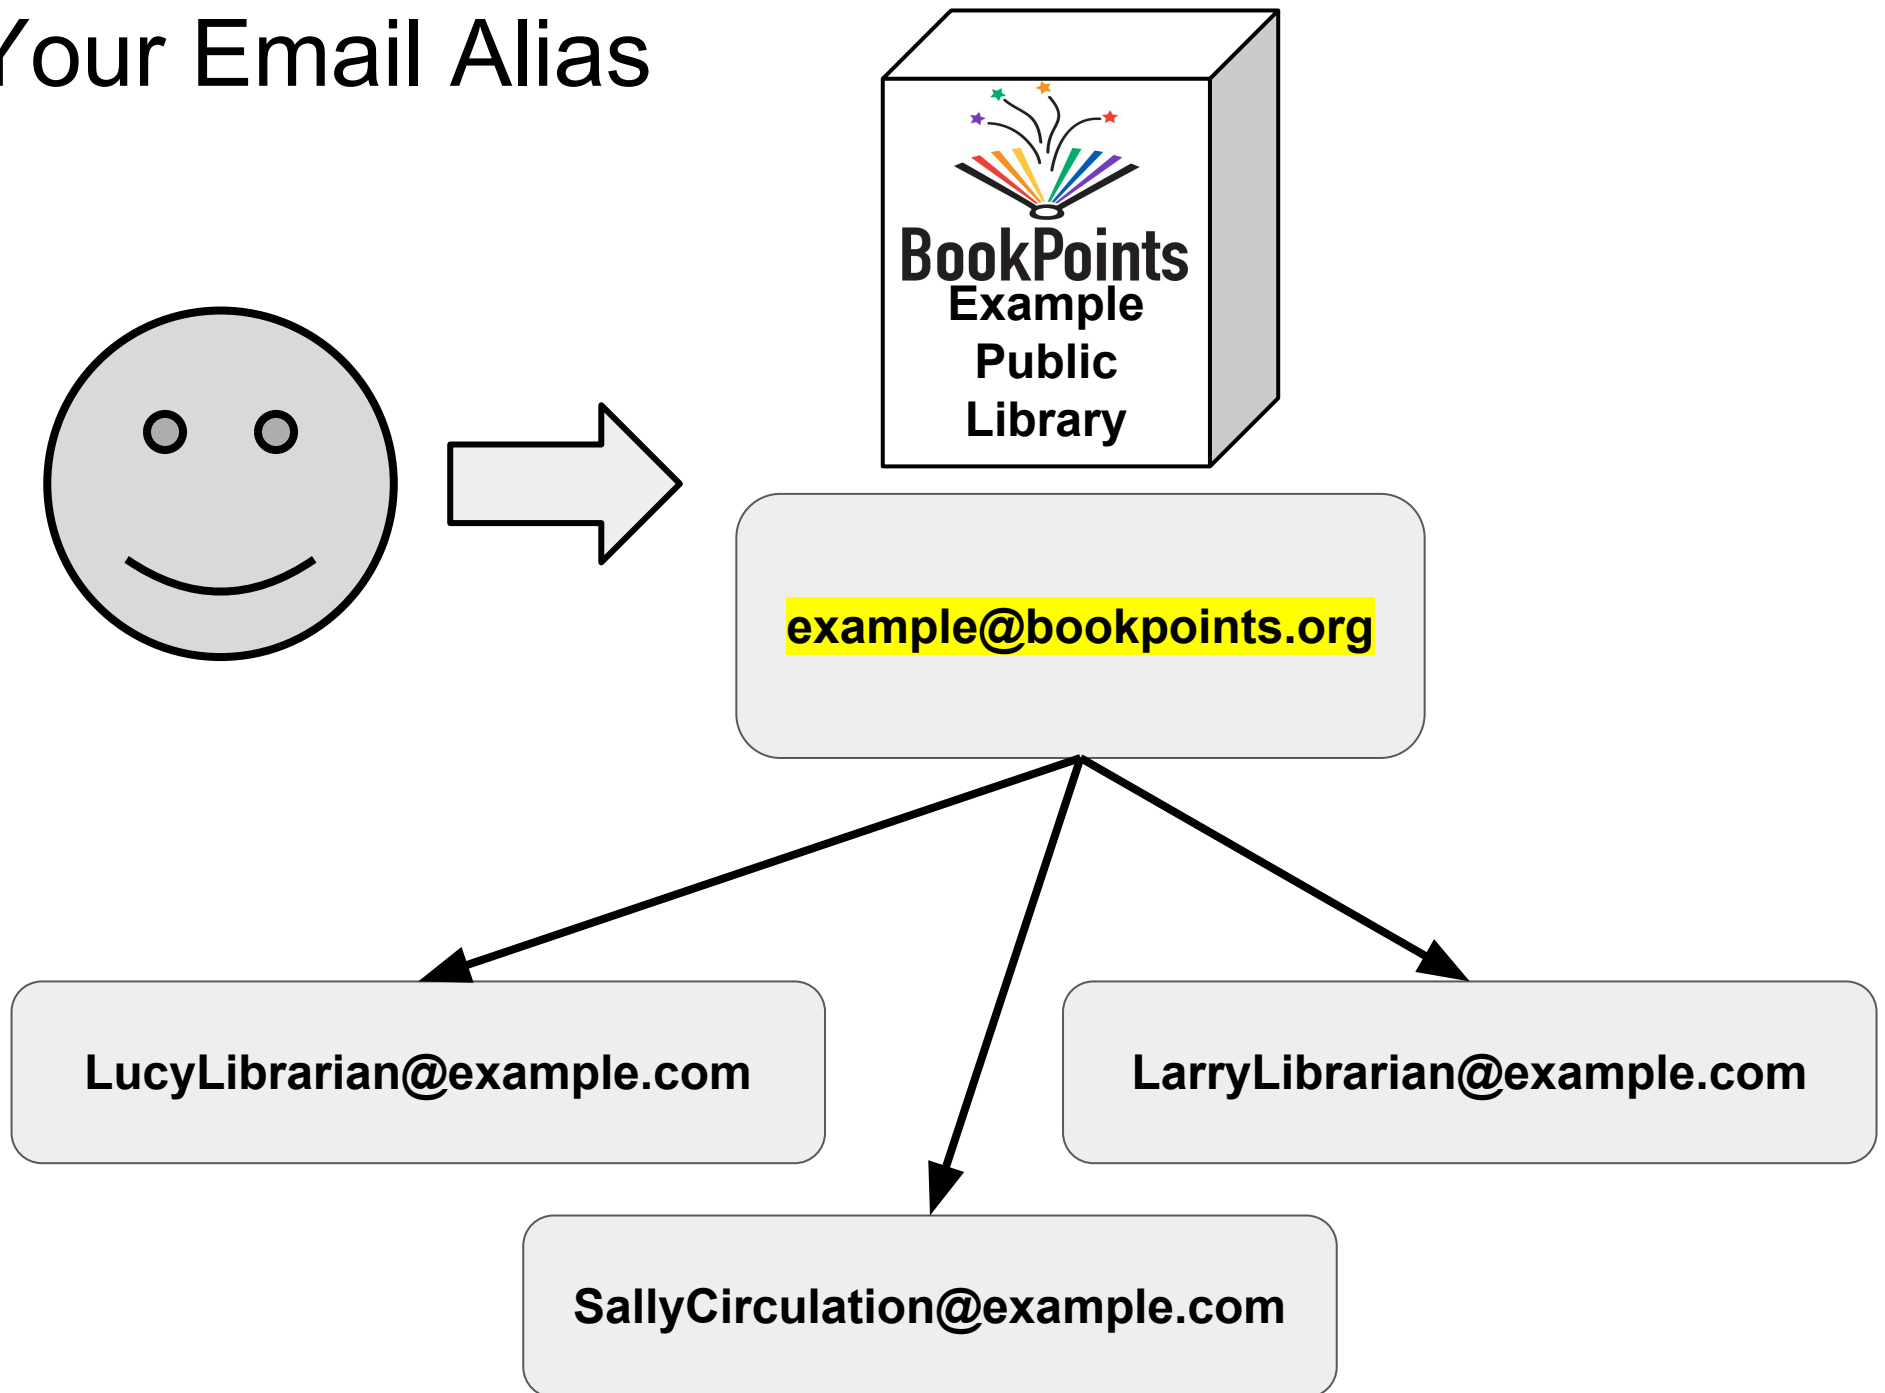 Your Email Alias
BookPoints
Example
Public
Library
example@bookpoints.org
LucyLibrarian@example.com
LarryLibrarian@example.com
SallyCirculation@example.com